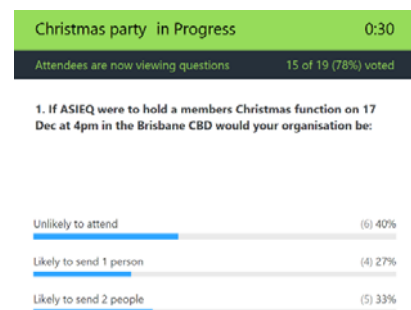 Christmas party in Progress 0:30
Attendees are now viewing questions 15 of 19 (78%) voted
1. If ASIEQ were to hold a members Christmas function on 17
Dec at 4pm in the Brisbane CBD would your organisation be:
Unlikely to attend (6) 40%
Likely to send 1 person (4) 27%
Likely to send 2 people (5) 33%